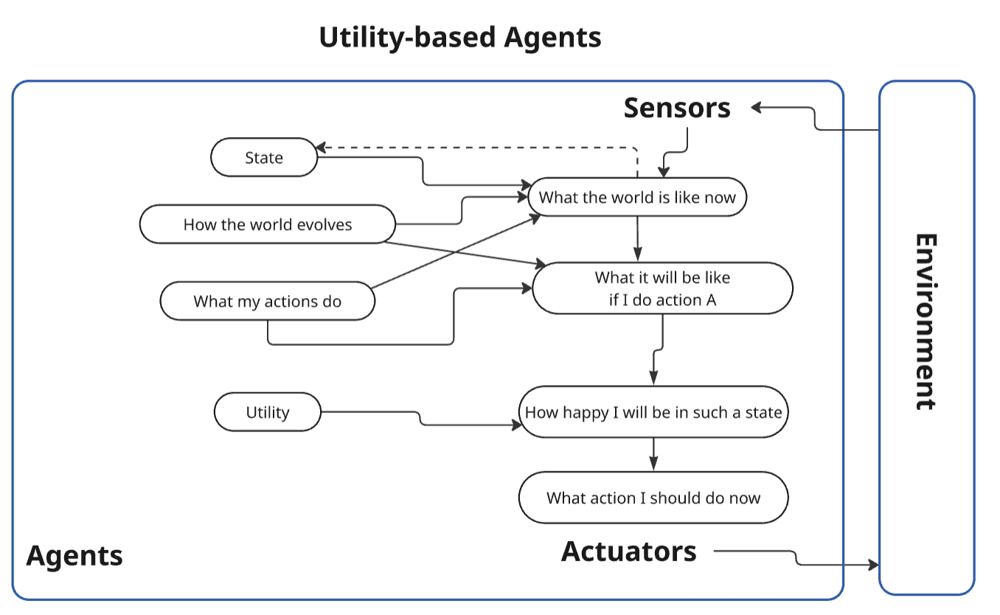 Utility-based Agents
Sensors
State
What the world is like now
How the world evolves
What it will be like
if I do action A
What my actions do
Utility
How happy I will be in such a state
What action I should do now
Agents
Actuators
Environment